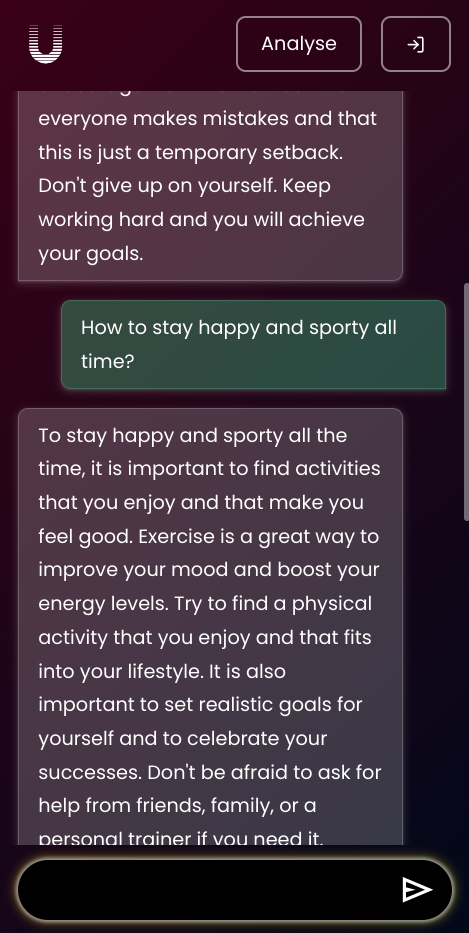 U
Analyse
everyone makes mistakes and that
this is just a temporary setback.
Don't give up on yourself. Keep
working hard and you will achieve
your goals.
How to stay happy and sporty all
time?
To stay happy and sporty all the
time, it is important to find activities
that you enjoy and that make you
feel good. Exercise is a great way to
improve your mood and boost your
energy levels. Try to find a physical
activity that you enjoy and that fits
into your lifestyle. It is also
important to set realistic goals for
yourself and to celebrate your
successes. Don't be afraid to ask for
help from friends, family, or a
personal trainer if you need it.